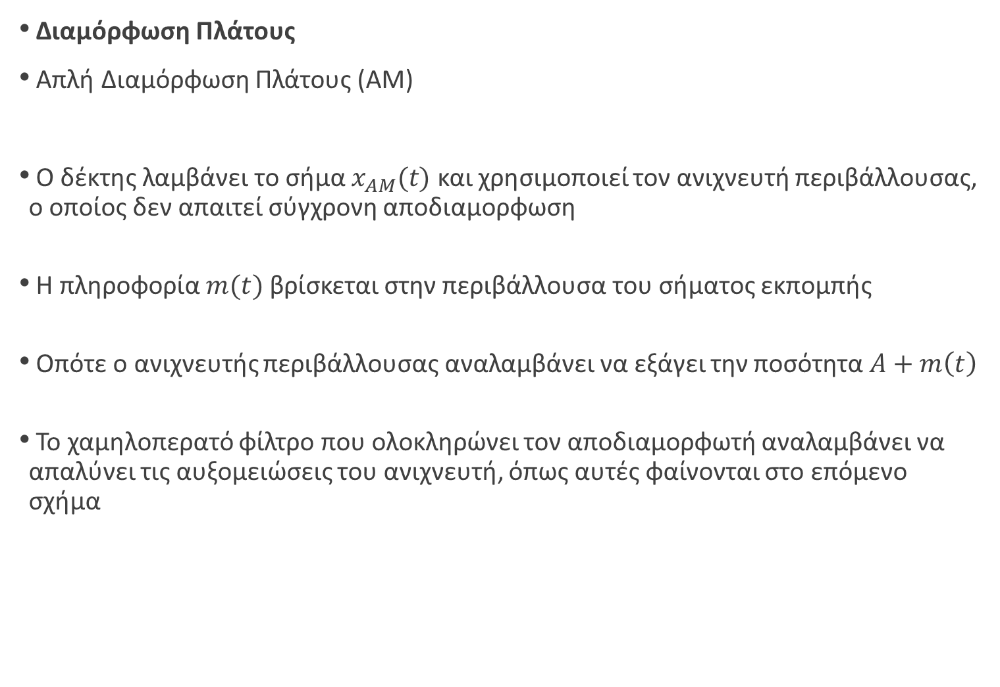 • Διαμόρφωση Πλάτους
• Απλή Διαμόρφωση Πλάτους (ΑΜ)
• Ο δέκτης λαμβάνει το σήμα x_{AM}(t) και χρησιμοποιεί τον ανιχνευτή περιβάλλουσας,
ο οποίος δεν απαιτεί σύγχρονη αποδιαμορφωση
• Η πληροφορία m(t) βρίσκεται στην περιβάλλουσα του σήματος εκπομπής
• Οπότε ο ανιχνευτής περιβάλλουσας αναλαμβάνει να εξάγει την ποσότητα A + m(t)
• Το χαμηλοπερατό φίλτρο που ολοκληρώνει τον αποδιαμορφωτή αναλαμβάνει να
απαλύνει τις αυξομειώσεις του ανιχνευτή, όπως αυτές φαίνονται στο επόμενο
σχήμα